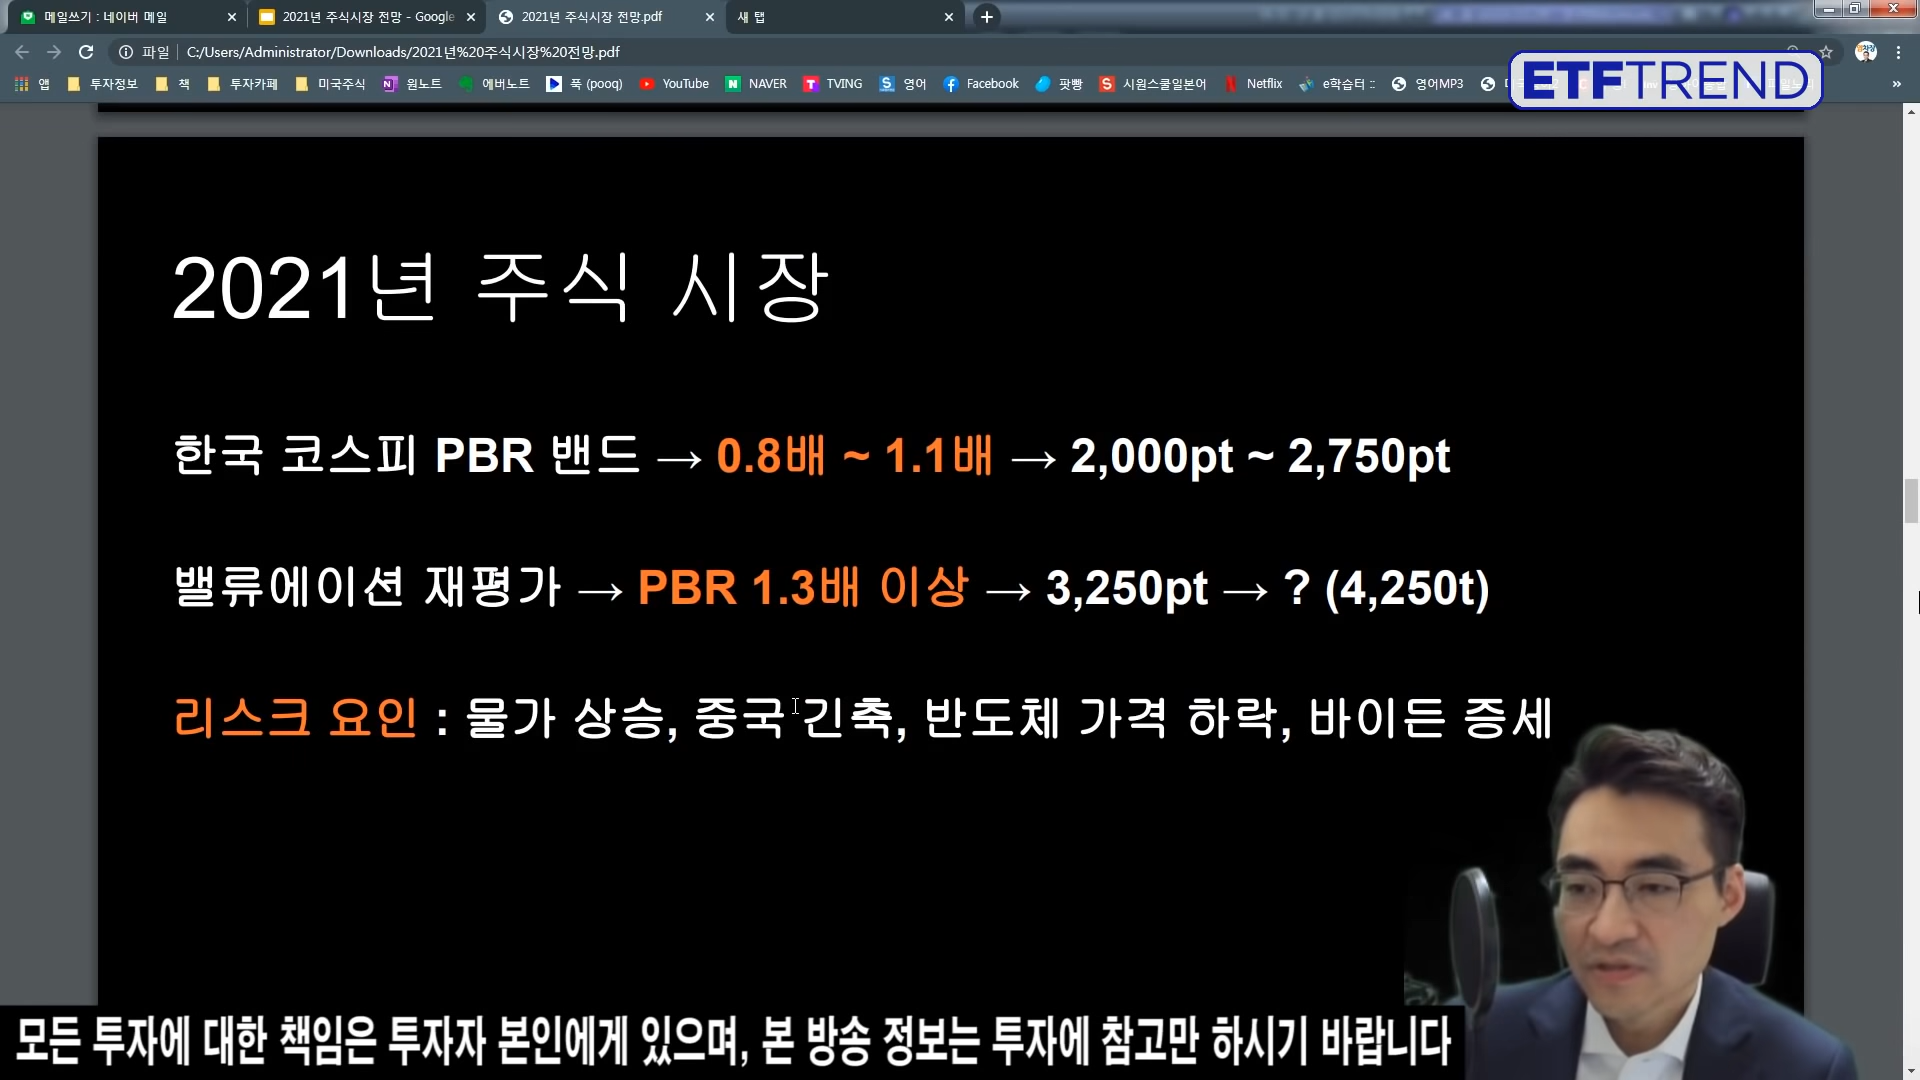 메일쓰기 : 네이버 메일
2021년 주식시장 전망 - Google
2021년 주식시장 전망.pdf
새 탭
파일 C:/Users/Administrator/Downloads/2021년%20주식시장%20전망.pdf
앱 투자정보 책 투자카페 미국주식 원노트 에버노트 푹 (pooq) YouTube NAVER TVING 영어 Facebook 팟빵 시원스쿨일본어 Netflix e학습터 :: 영어MP3
ETFTREND
2021년 주식 시장
한국 코스피 PBR 밴드 → 0.8배 ~ 1.1배 → 2,000pt ~ 2,750pt
밸류에이션 재평가 → PBR 1.3배 이상 → 3,250pt → ? (4,250t)
리스크 요인 : 물가 상승, 중국 긴축, 반도체 가격 하락, 바이든 증세
모든 투자에 대한 책임은 투자자 본인에게 있으며, 본 방송 정보는 투자에 참고만 하시기 바랍니다